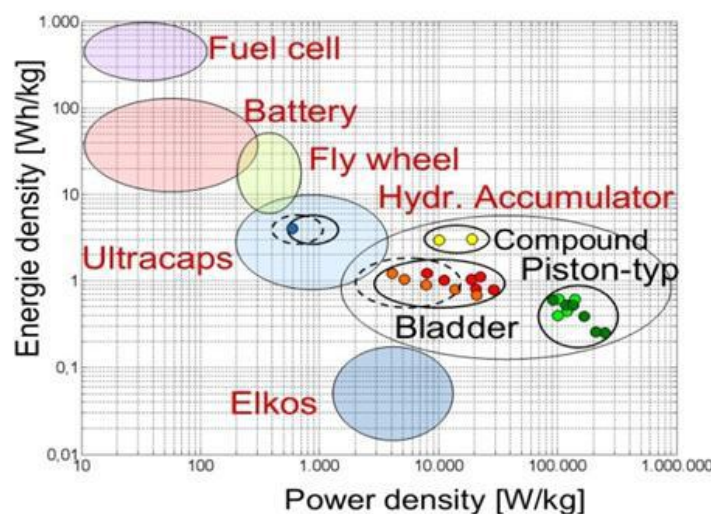 Energie density [Wh/kg]
1.000
100
10
1
0,1
0,01
Fuel cell
Battery
Fly wheel
Hydr. Accumulator
Ultracaps
Compound
Piston-typ
Bladder
Elkos
10
100
1.000
10.000
100.000
1.000.000
Power density [W/kg]